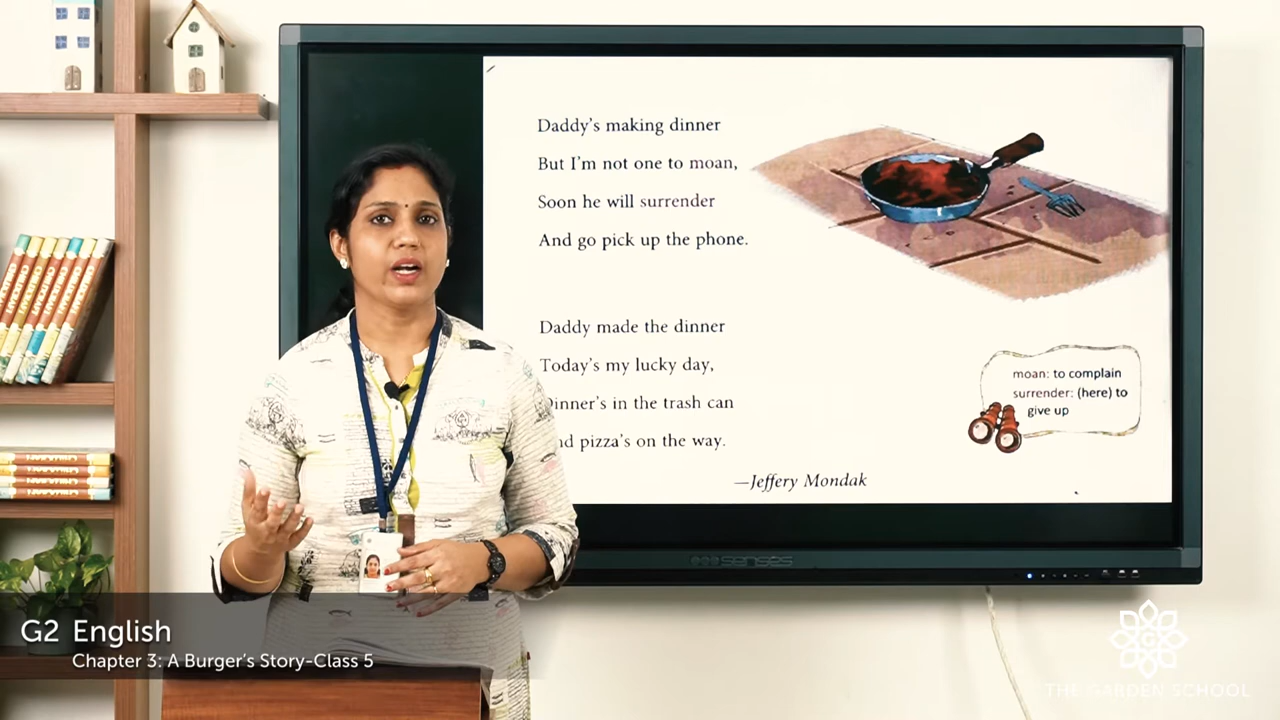 Daddy's making dinner
But I'm not one to moan,
Soon he will surrender
And go pick up the phone.
Daddy made the dinner
Today's my lucky day,
Dinner's in the trash can
And pizza's on the way.
—Jeffery Mondak
moan: to complain
surrender: (here) to
give up
senses
G2 English
Chapter 3: A Burger's Story-Class 5
G
THE GARDEN SCHOOL